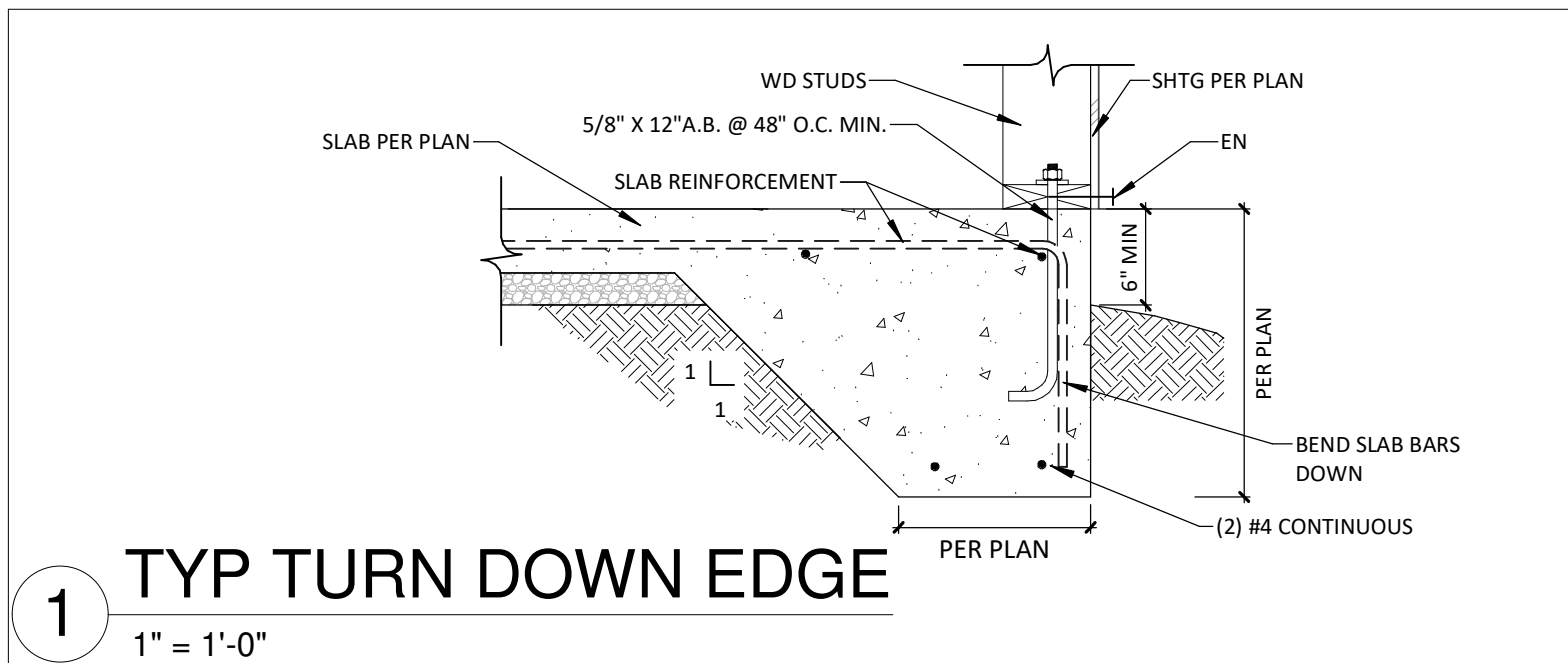 WD STUDS
SHTG PER PLAN
5/8" X 12"A.B. @ 48" O.C. MIN.
SLAB PER PLAN
EN
SLAB REINFORCEMENT
6" MIN
PER PLAN
1
1
BEND SLAB BARS
DOWN
(2) #4 CONTINUOUS
PER PLAN
1
TYP TURN DOWN EDGE
1" = 1'-0"